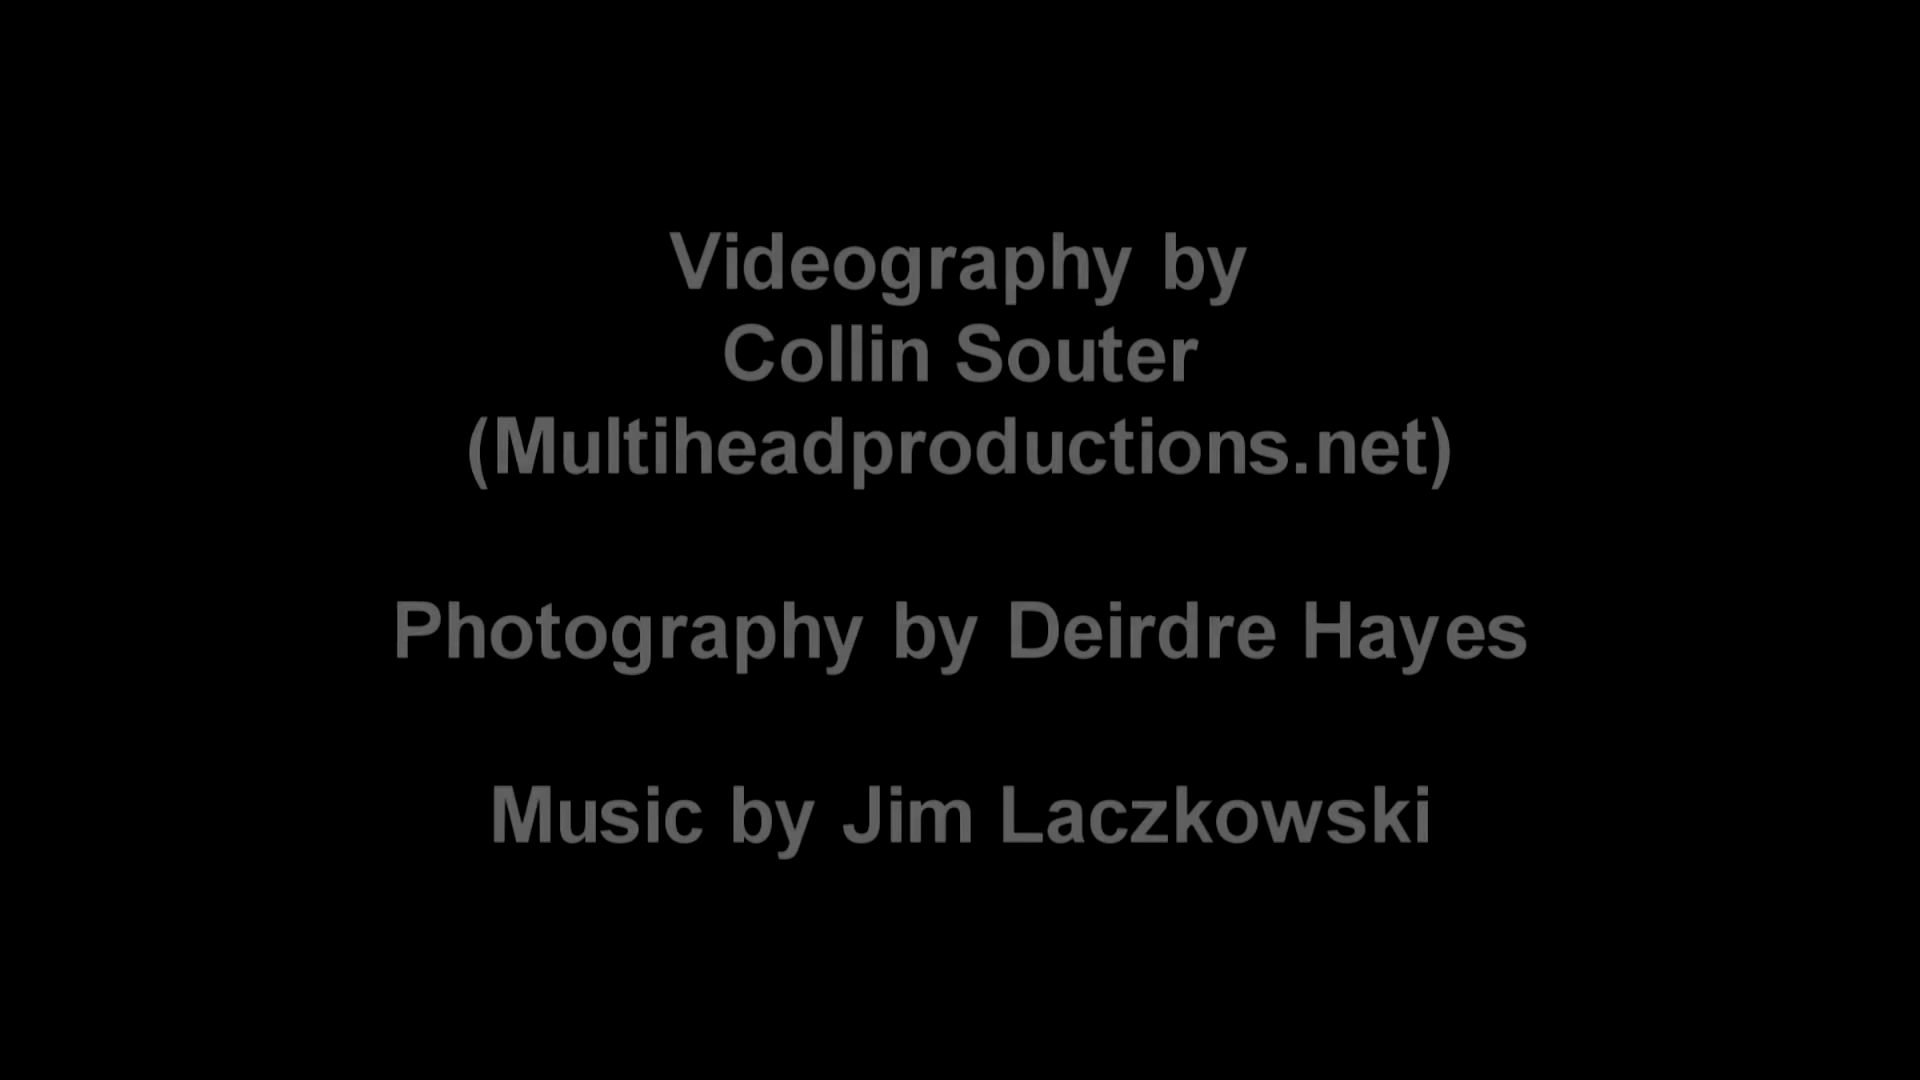 Videography by
Collin Souter
(Multiheadproductions.net)
Photography by Deirdre Hayes
Music by Jim Laczkowski